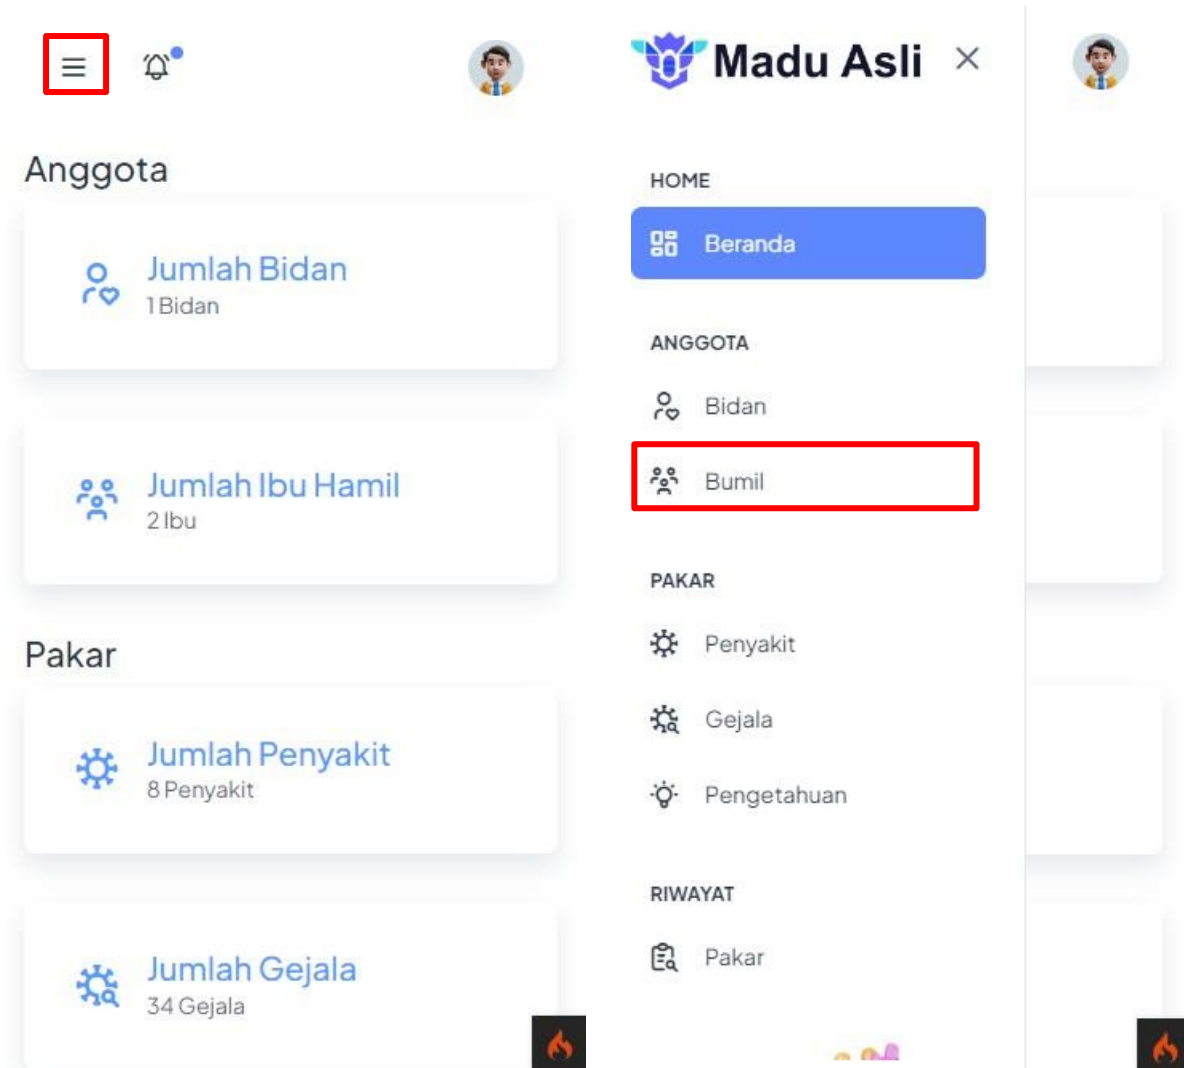 Anggota
Jumlah Bidan
1 Bidan
Jumlah Ibu Hamil
2 Ibu
Pakar
Jumlah Penyakit
8 Penyakit
Jumlah Gejala
34 Gejala
Madu Asli
HOME
Beranda
ANGGOTA
Bidan
Bumil
PAKAR
Penyakit
Gejala
Pengetahuan
RIWAYAT
Pakar